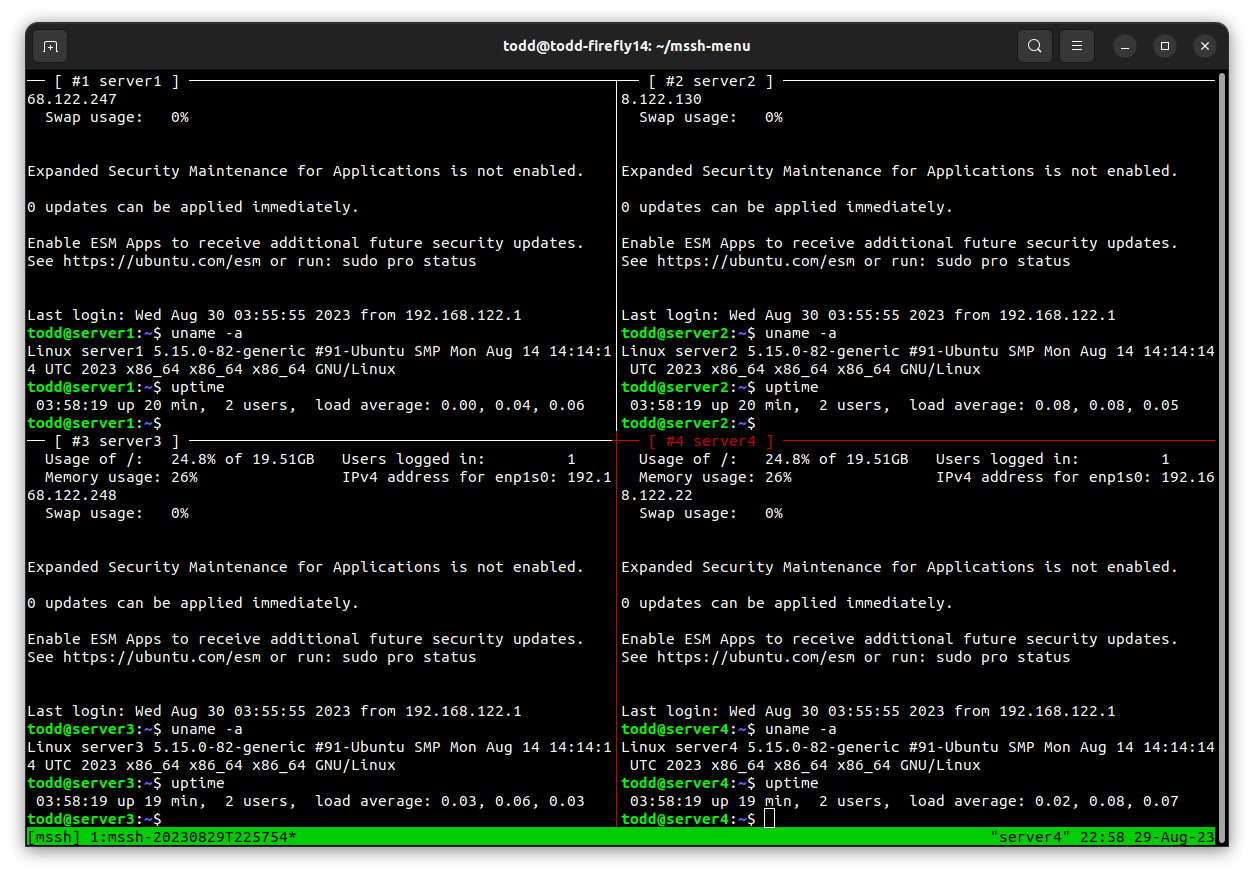 todd@todd-firefly14: ~/mssh-menu
[ #1 server1 ]
68.122.247
Swap usage: 0%
Expanded Security Maintenance for Applications is not enabled.
0 updates can be applied immediately.
Enable ESM Apps to receive additional future security updates.
See https://ubuntu.com/esm or run: sudo pro status
Last login: Wed Aug 30 03:55:55 2023 from 192.168.122.1
todd@server1:~$ uname -a
Linux server1 5.15.0-82-generic #91-Ubuntu SMP Mon Aug 14 14:14:1
4 UTC 2023 x86_64 x86_64 x86_64 GNU/Linux
todd@server1:~$ uptime
03:58:19 up 20 min, 2 users, load average: 0.00, 0.04, 0.06
todd@server1:~$
[ #2 server2 ]
8.122.130
Swap usage: 0%
Expanded Security Maintenance for Applications is not enabled.
0 updates can be applied immediately.
Enable ESM Apps to receive additional future security updates.
See https://ubuntu.com/esm or run: sudo pro status
Last login: Wed Aug 30 03:55:55 2023 from 192.168.122.1
todd@server2:~$ uname -a
Linux server2 5.15.0-82-generic #91-Ubuntu SMP Mon Aug 14 14:14:14
UTC 2023 x86_64 x86_64 x86_64 GNU/Linux
todd@server2:~$ uptime
03:58:19 up 20 min, 2 users, load average: 0.08, 0.08, 0.05
todd@server2:~$
[ #3 server3 ]
Usage of /: 24.8% of 19.51GB Users logged in: 1
Memory usage: 26% IPv4 address for enp1s0: 192.1
68.122.248
Swap usage: 0%
Expanded Security Maintenance for Applications is not enabled.
0 updates can be applied immediately.
Enable ESM Apps to receive additional future security updates.
See https://ubuntu.com/esm or run: sudo pro status
Last login: Wed Aug 30 03:55:55 2023 from 192.168.122.1
todd@server3:~$ uname -a
Linux server3 5.15.0-82-generic #91-Ubuntu SMP Mon Aug 14 14:14:1
4 UTC 2023 x86_64 x86_64 x86_64 GNU/Linux
todd@server3:~$ uptime
03:58:19 up 19 min, 2 users, load average: 0.03, 0.06, 0.03
todd@server3:~$
[ #4 server4 ]
Usage of /: 24.8% of 19.51GB Users logged in: 1
Memory usage: 26% IPv4 address for enp1s0: 192.16
8.122.22
Swap usage: 0%
Expanded Security Maintenance for Applications is not enabled.
0 updates can be applied immediately.
Enable ESM Apps to receive additional future security updates.
See https://ubuntu.com/esm or run: sudo pro status
Last login: Wed Aug 30 03:55:55 2023 from 192.168.122.1
todd@server4:~$ uname -a
Linux server4 5.15.0-82-generic #91-Ubuntu SMP Mon Aug 14 14:14:14
UTC 2023 x86_64 x86_64 x86_64 GNU/Linux
todd@server4:~$ uptime
03:58:19 up 19 min, 2 users, load average: 0.02, 0.08, 0.07
todd@server4:~$
[mssh] 1:mssh-20230829T225754* "server4" 22:58 29-Aug-23